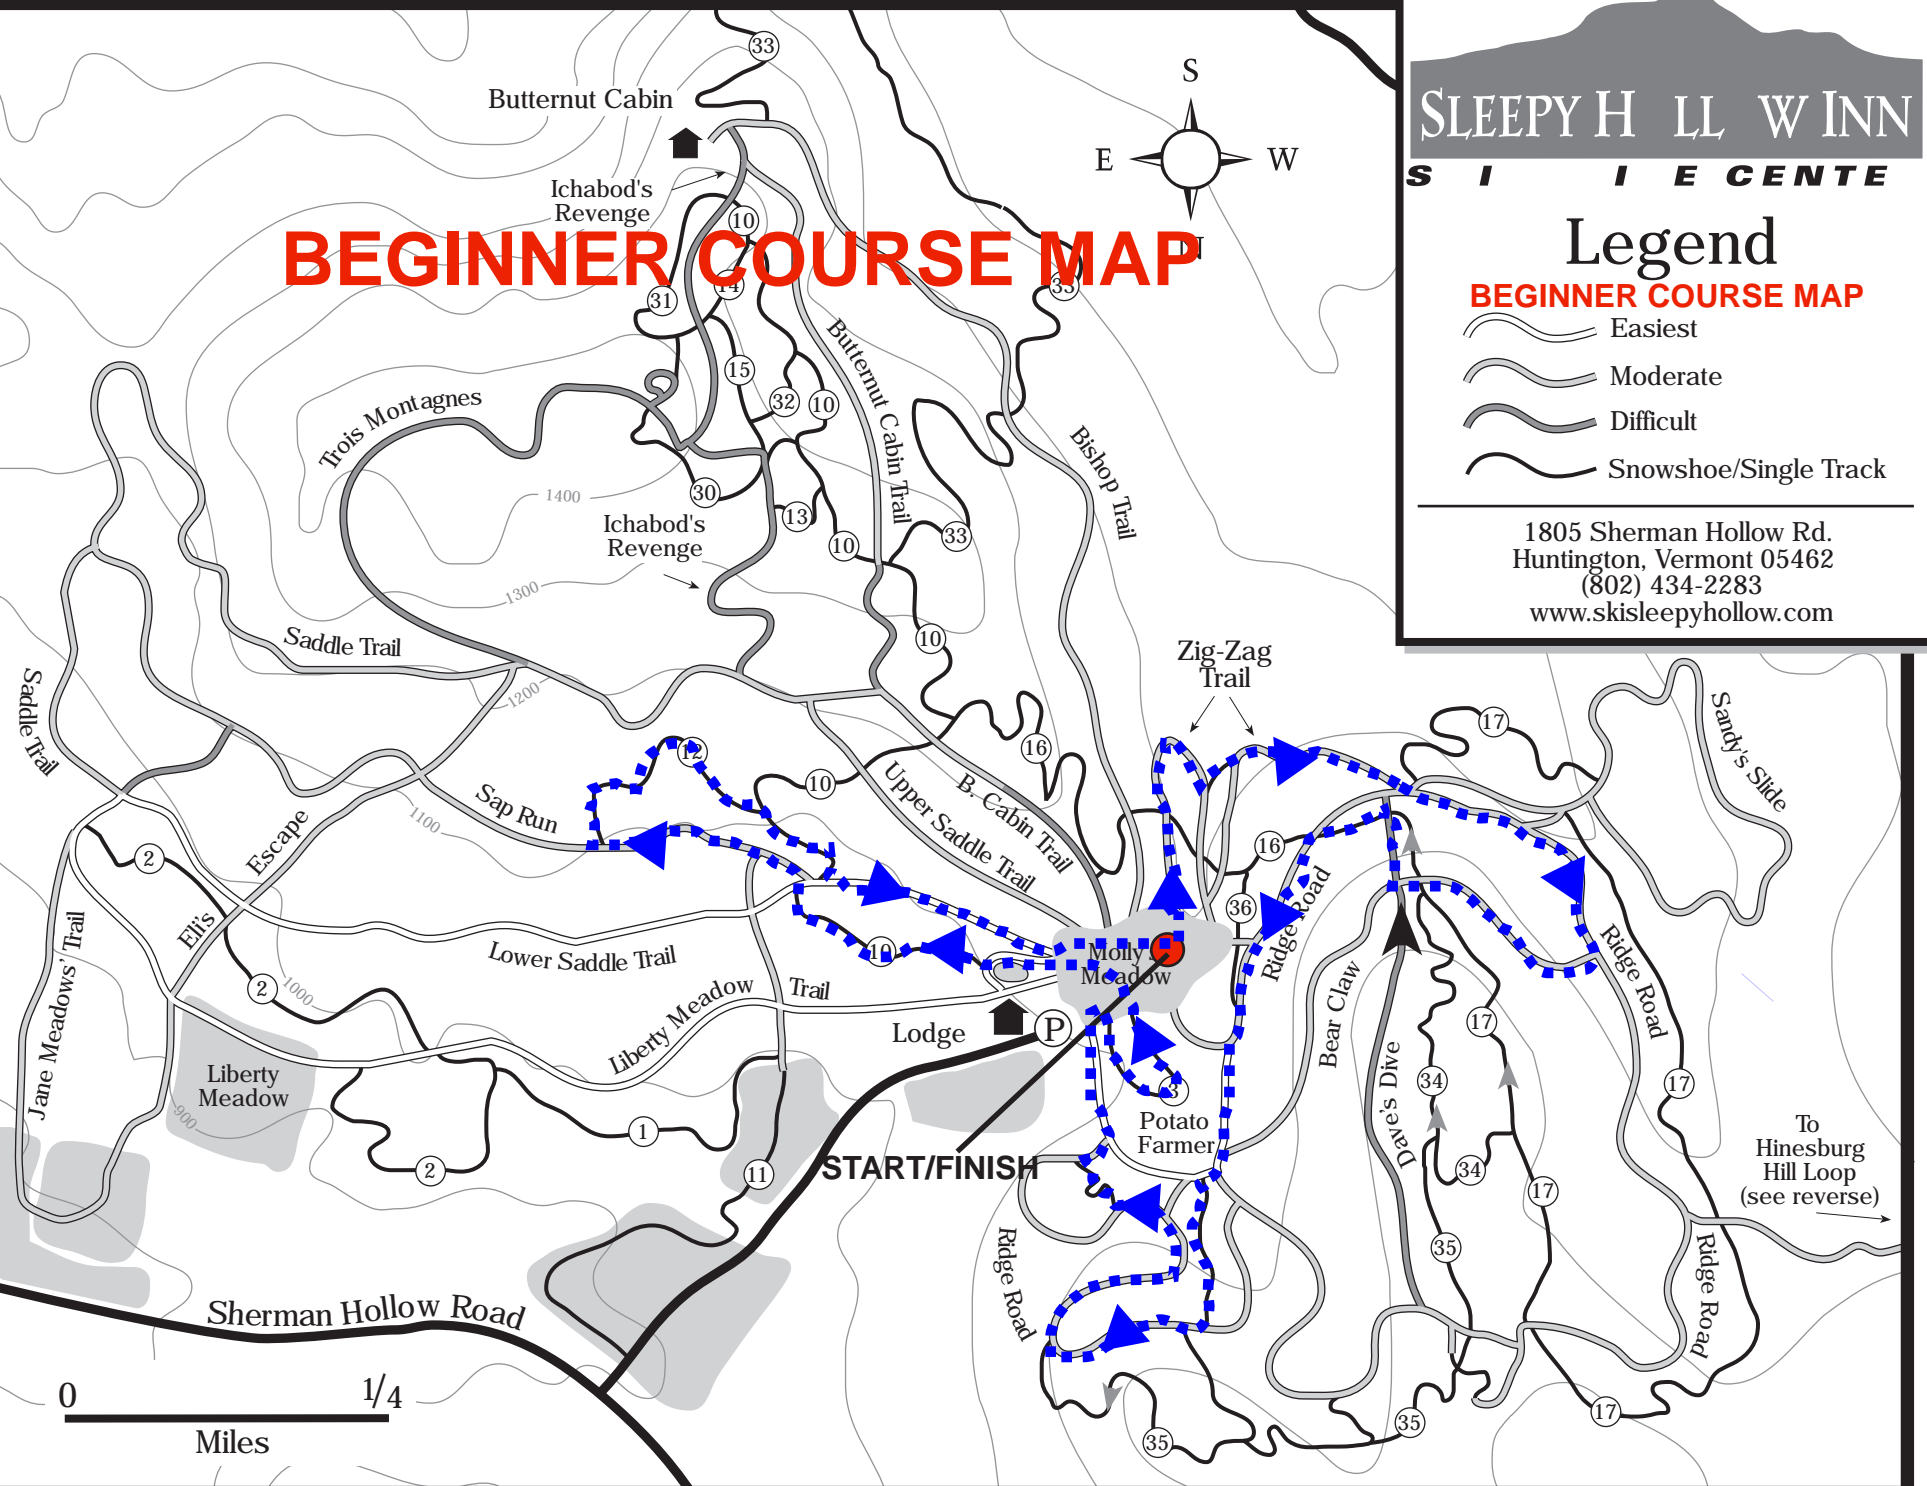 33
Butternut Cabin
S
E
W
N
SLEEPY H LL W INN
S I I E CENTE
Legend
BEGINNER COURSE MAP
Easiest
Moderate
Difficult
Snowshoe/Single Track
1805 Sherman Hollow Rd.
Huntington, Vermont 05462
(802) 434-2283
www.skisleepyhollow.com
Ichabod's
Revenge
10
BEGINNER COURSE MAP
31
14
33
15
32
10
Butternut Cabin Trail
Trois Montagnes
Bishop Trail
1400
30
13
Ichabod's
Revenge
10
33
1300
10
Saddle Trail
1200
Saddle Trail
Zig-Zag
Trail
12
16
17
Sandy's Slide
10
Sap Run
1100
Upper Saddle Trail
B. Cabin Trail
16
2
Eli's Escape
36
Ridge Road
10
Lower Saddle Trail
Molly's
Meadow
Ridge Road
Jane Meadows' Trail
2
1000
Liberty Meadow Trail
Lodge
P
Bear Claw
17
Dave's Dive
34
17
Liberty
Meadow
900
3
Potato
Farmer
1
2
11
START/FINISH
34
17
To
Hinesburg
Hill Loop
(see reverse)
35
Ridge Road
Ridge Road
Sherman Hollow Road
0
1/4
Miles
35
35
17